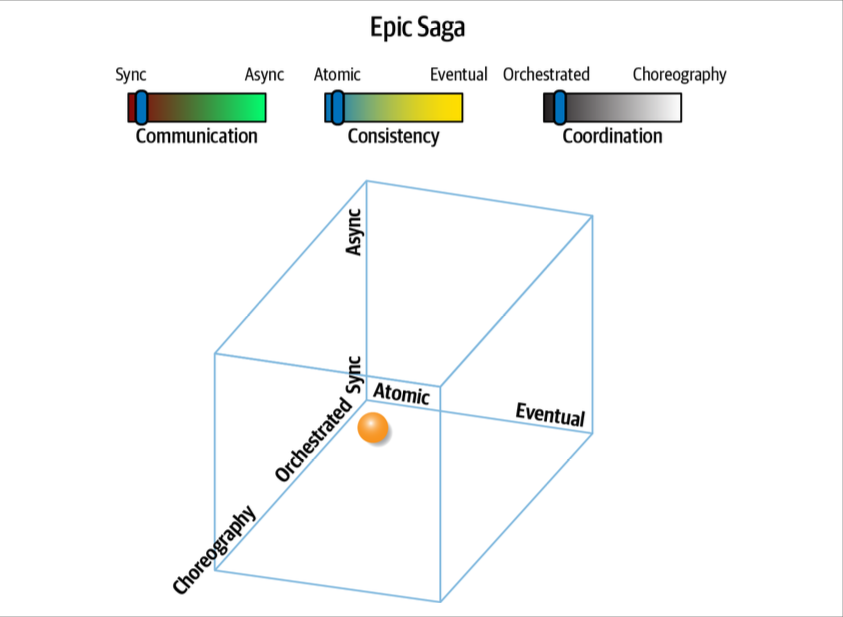 Epic Saga
Sync Async Atomic Eventual Orchestrated Choreography
Communication Consistency Coordination
Async
Sync
Atomic
Eventual
Orchestrated
Choreography